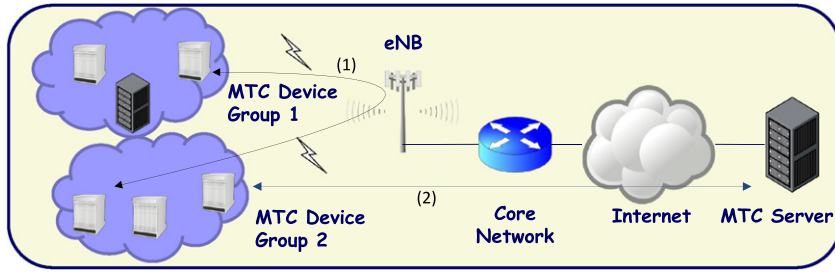 eNB
(1)
MTC Device
Group 1
(2)
MTC Device
Group 2
Core
Network
Internet
MTC Server